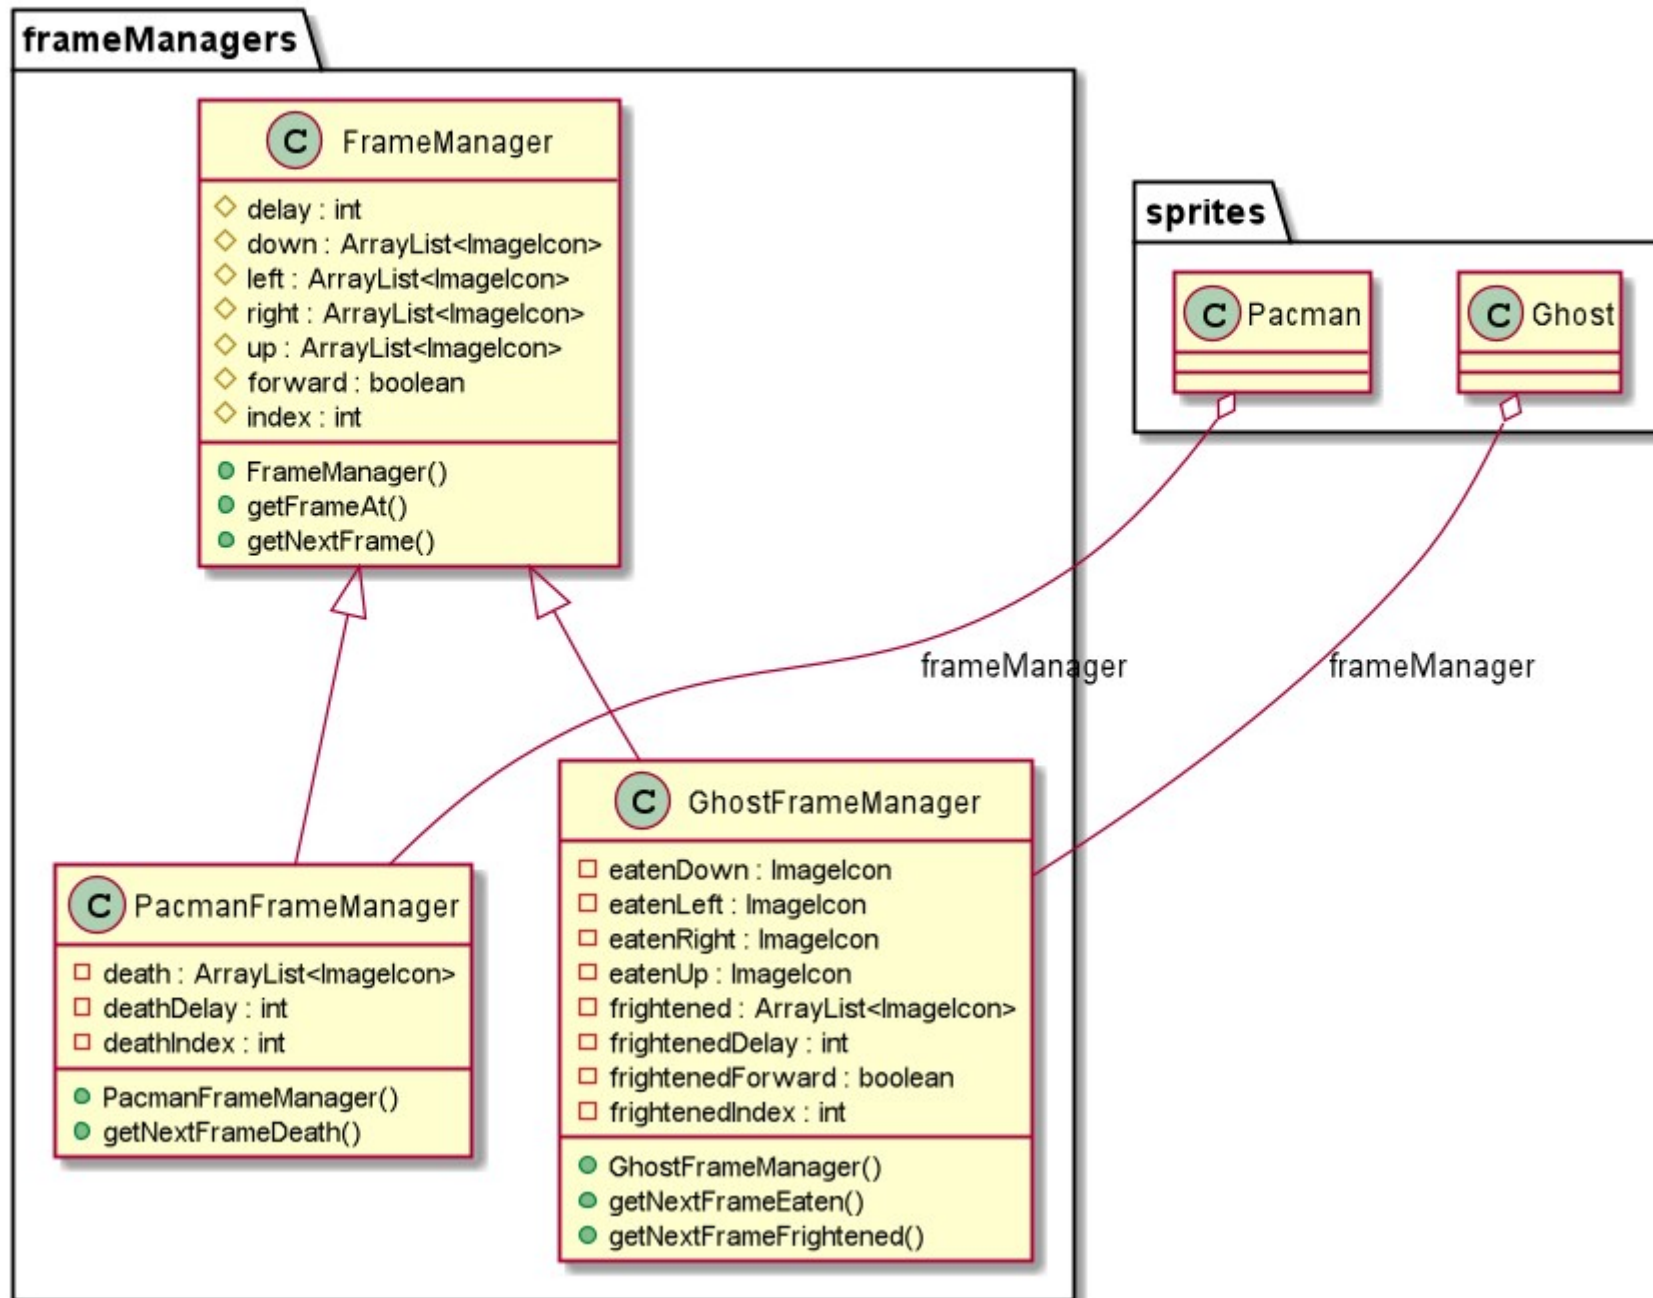 frameManagers
C FrameManager
delay : int
down : ArrayList<ImageIcon>
left : ArrayList<ImageIcon>
right : ArrayList<ImageIcon>
up : ArrayList<ImageIcon>
forward : boolean
index : int
FrameManager()
getFrameAt()
getNextFrame()
sprites
C Pacman
C Ghost
frameManager
frameManager
C PacmanFrameManager
death : ArrayList<ImageIcon>
deathDelay : int
deathIndex : int
PacmanFrameManager()
getNextFrameDeath()
C GhostFrameManager
eatenDown : ImageIcon
eatenLeft : ImageIcon
eatenRight : ImageIcon
eatenUp : ImageIcon
frightened : ArrayList<ImageIcon>
frightenedDelay : int
frightenedForward : boolean
frightenedIndex : int
GhostFrameManager()
getNextFrameEaten()
getNextFrameFrightened()